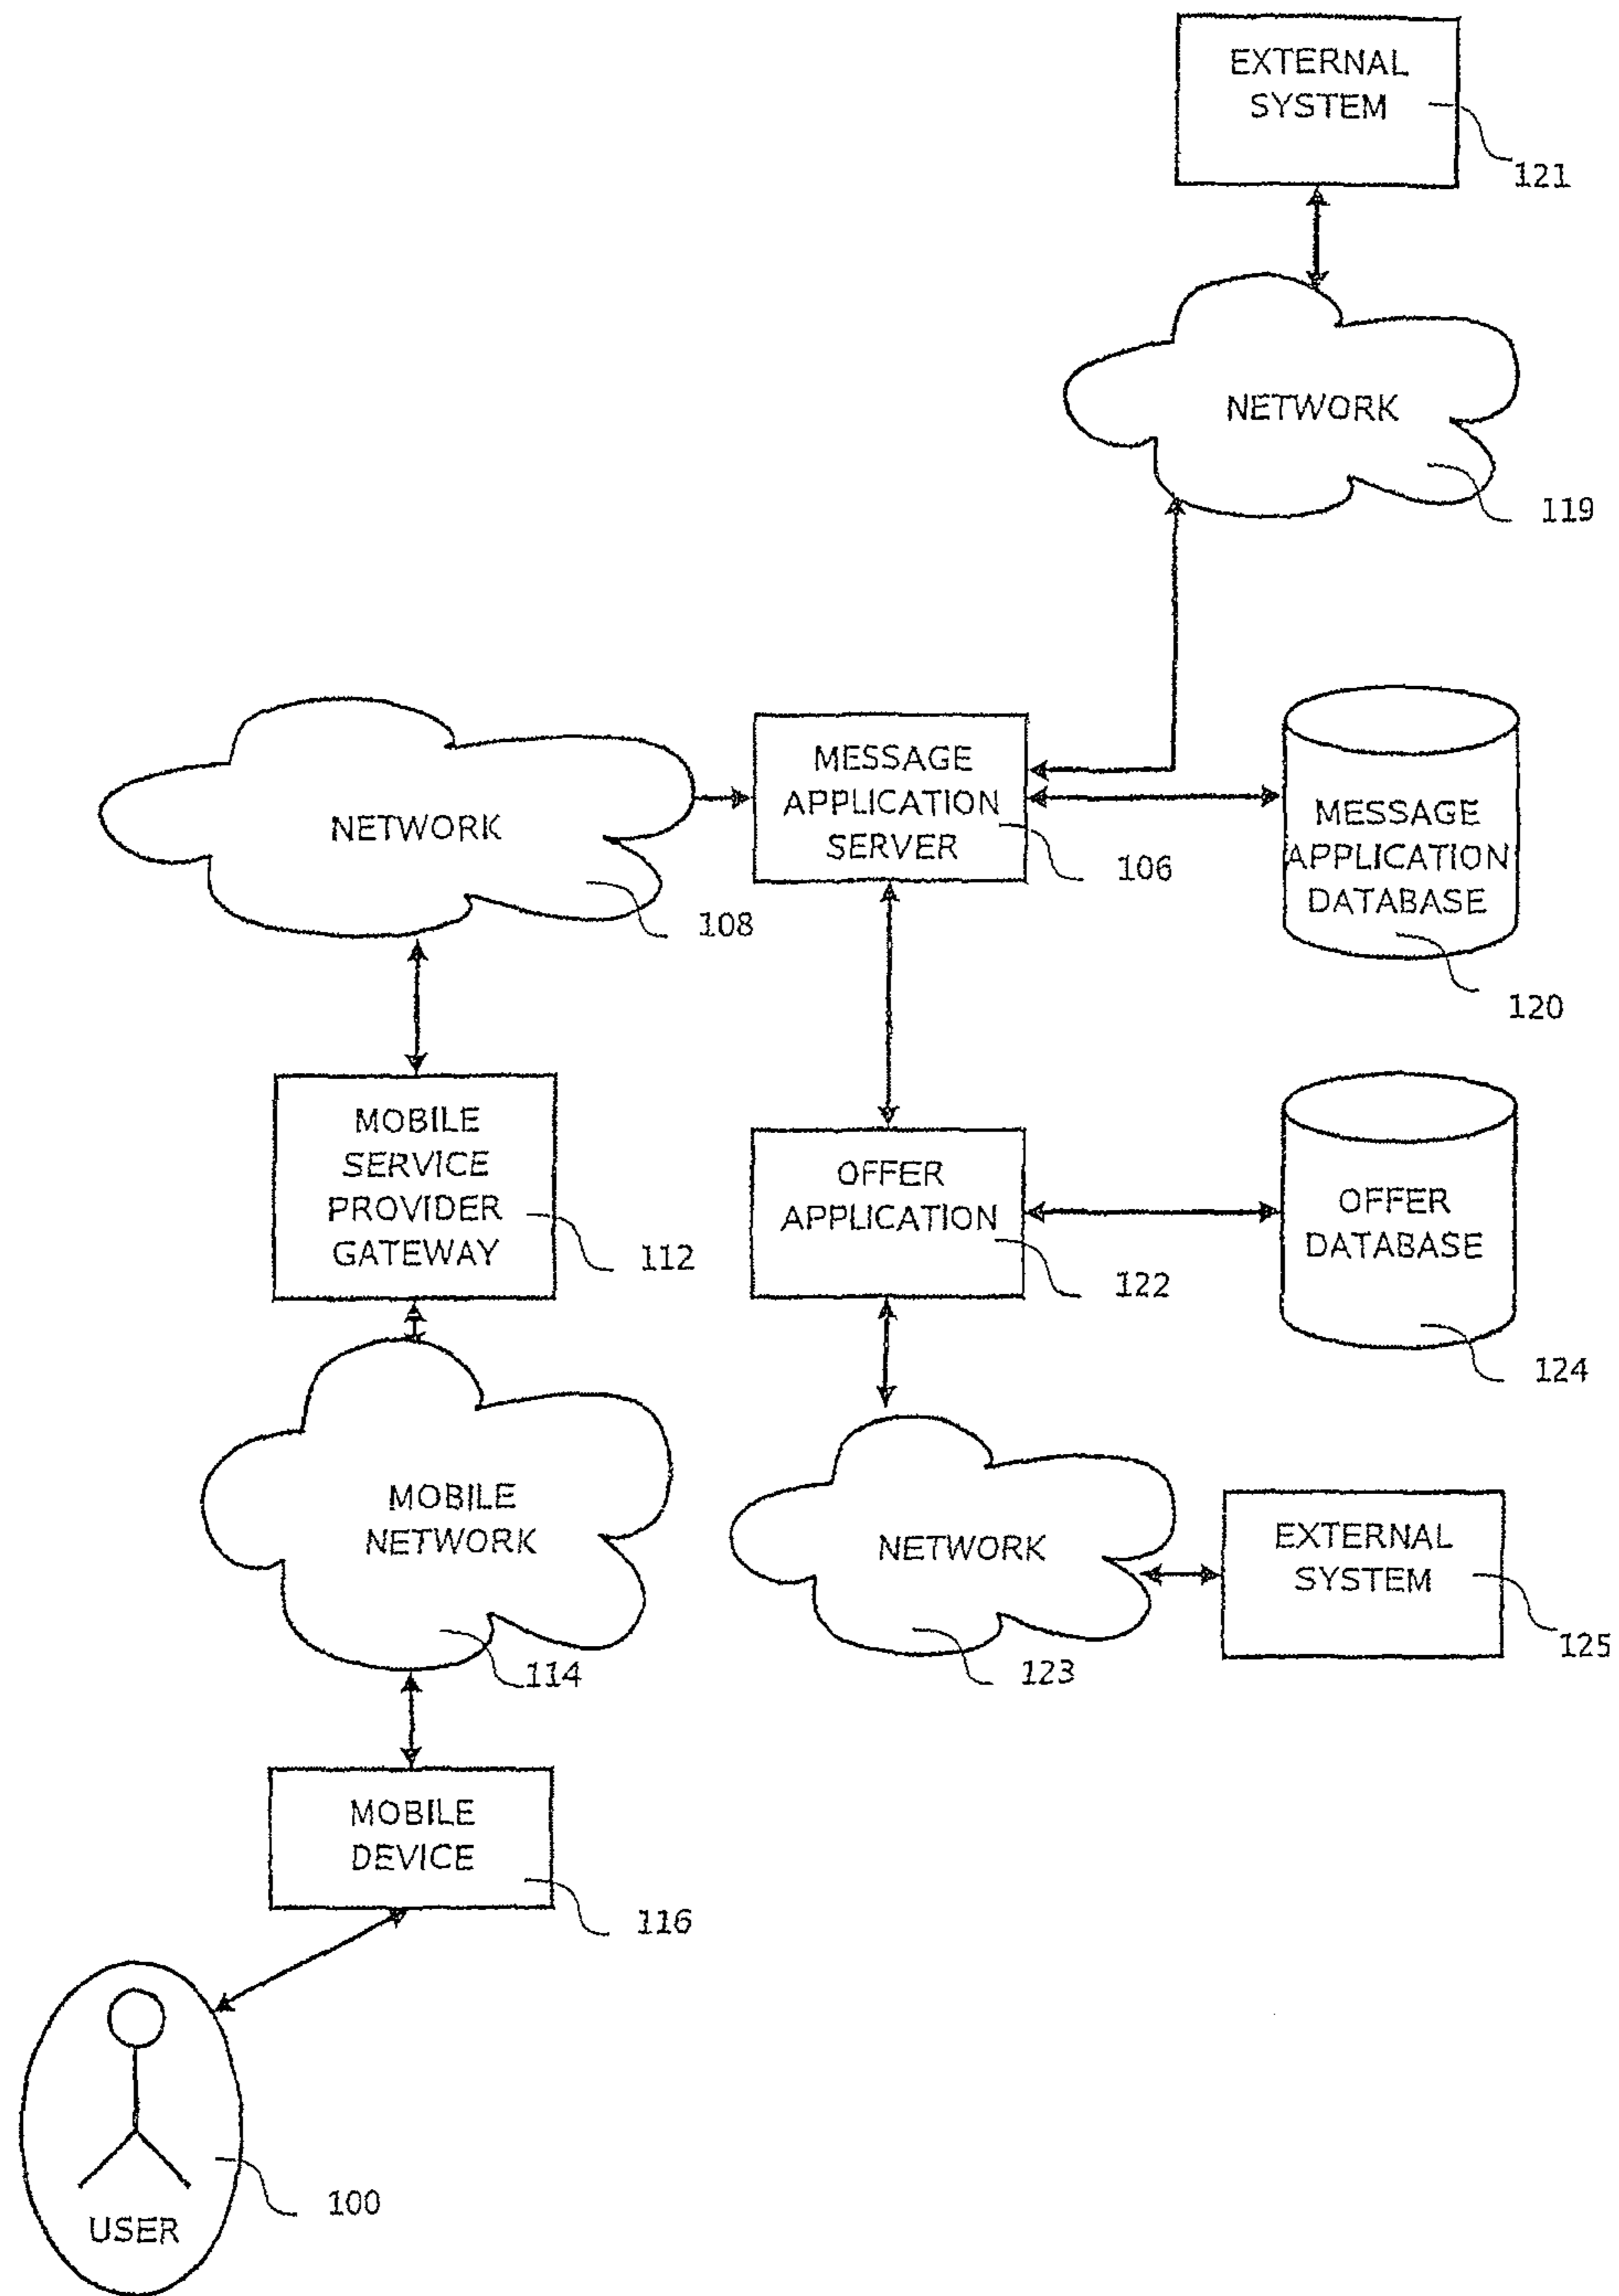 EXTERNAL
SYSTEM
121
NETWORK
119
NETWORK
108
MESSAGE
APPLICATION
SERVER
106
MESSAGE
APPLICATION
DATABASE
120
MOBILE
SERVICE
PROVIDER
GATEWAY
112
OFFER
APPLICATION
122
OFFER
DATABASE
124
MOBILE
NETWORK
114
NETWORK
123
EXTERNAL
SYSTEM
125
MOBILE
DEVICE
116
USER
100